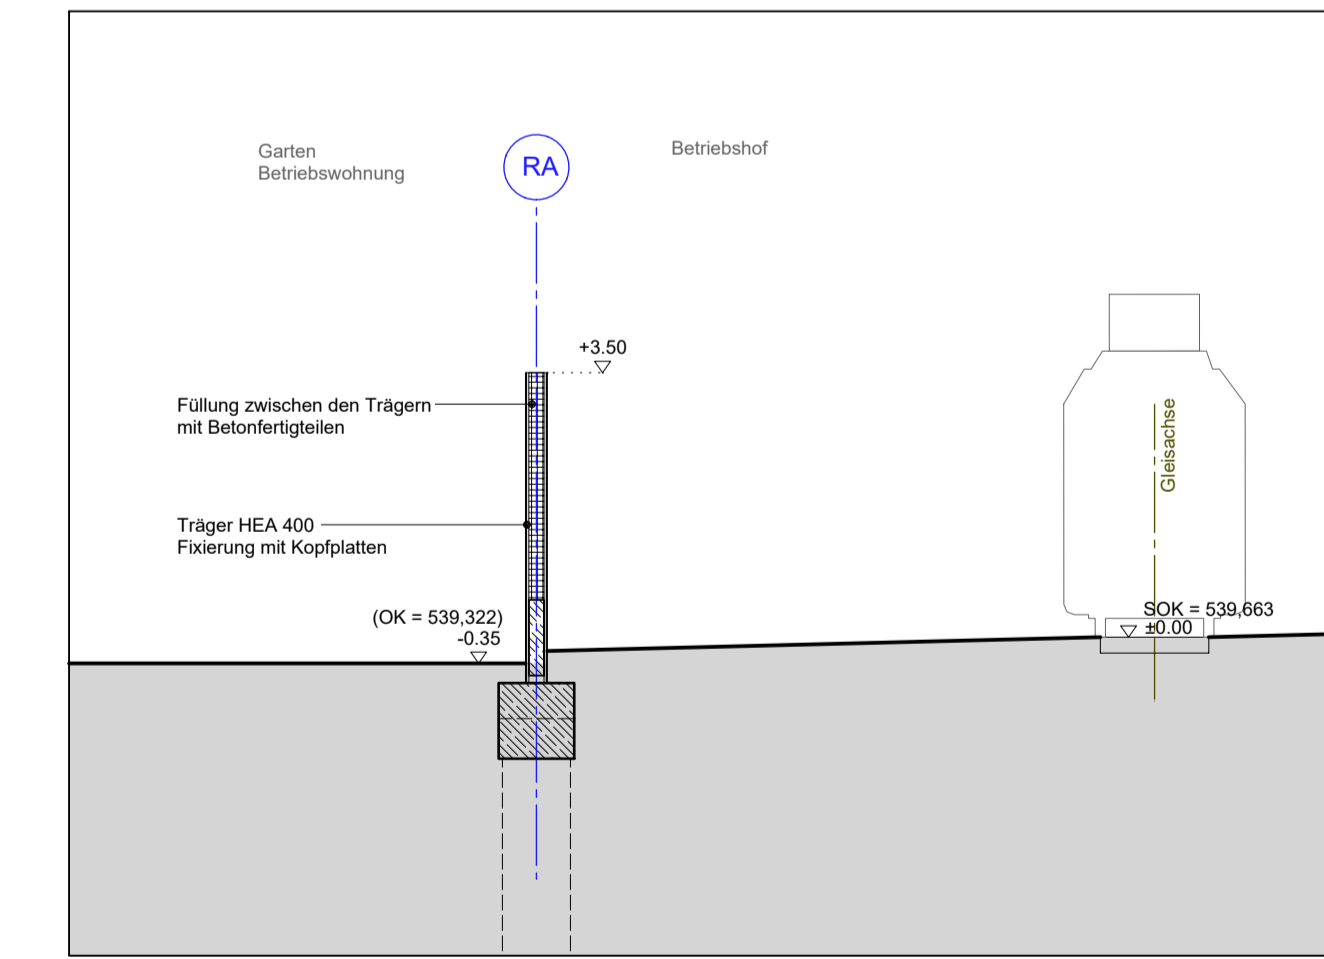 Garten
Betriebswohnung
RA
Betriebshof
+3.50
Füllung zwischen den Trägern
mit Betonfertigteilen
Gleisachse
Träger HEA 400
Fixierung mit Kopfplatten
(OK = 539,322)
-0.35
SOK = 539,663
±0.00